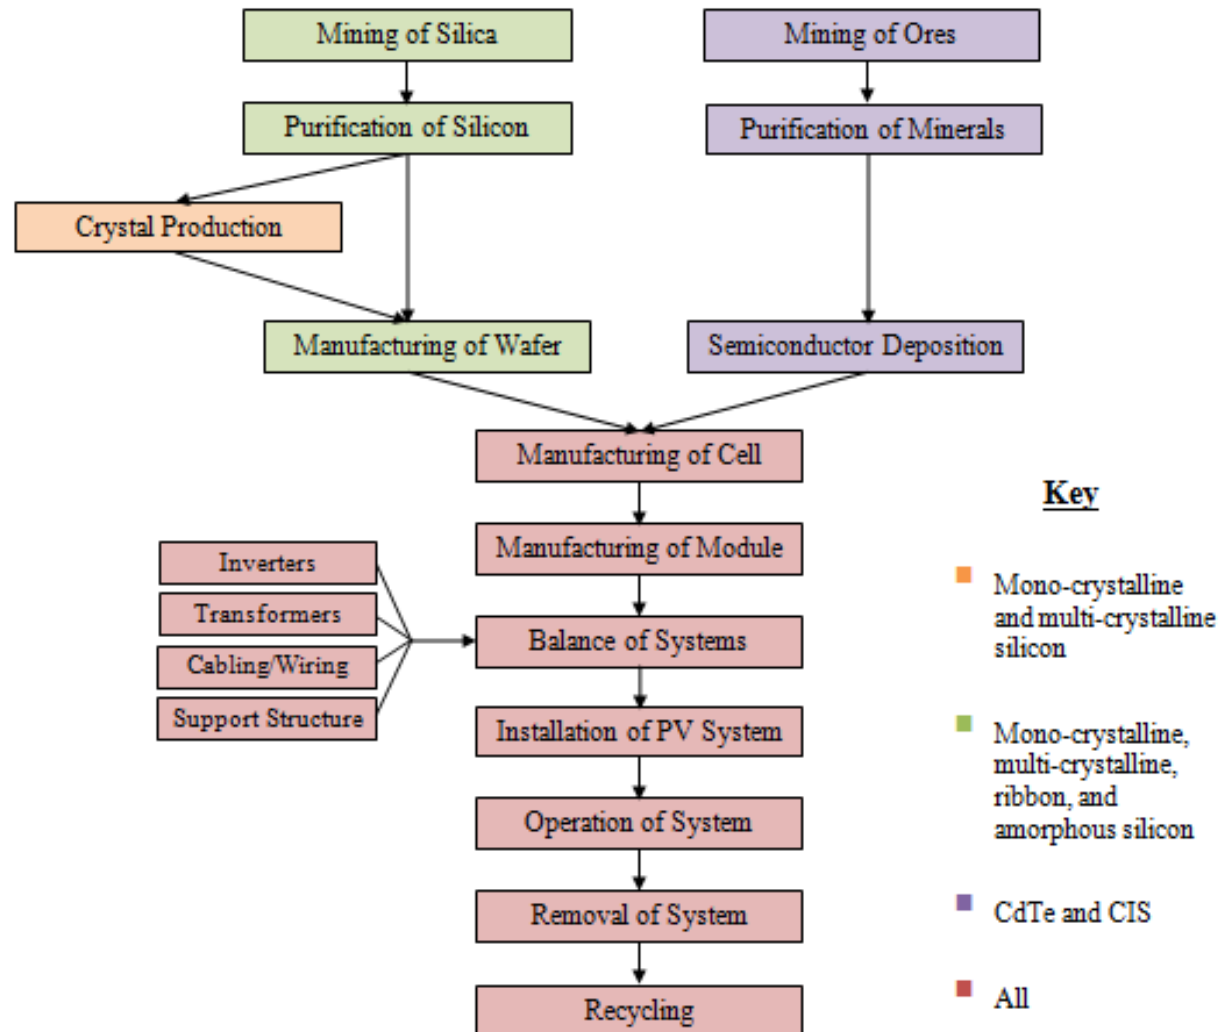 Mining of Silica
Mining of Ores
Purification of Silicon
Purification of Minerals
Crystal Production
Manufacturing of Wafer
Semiconductor Deposition
Manufacturing of Cell
Manufacturing of Module
Inverters
Transformers
Cabling/Wiring
Support Structure
Balance of Systems
Installation of PV System
Operation of System
Removal of System
Recycling
Key
Mono-crystalline
and multi-crystalline
silicon
Mono-crystalline,
multi-crystalline,
ribbon, and
amorphous silicon
CdTe and CIS
All